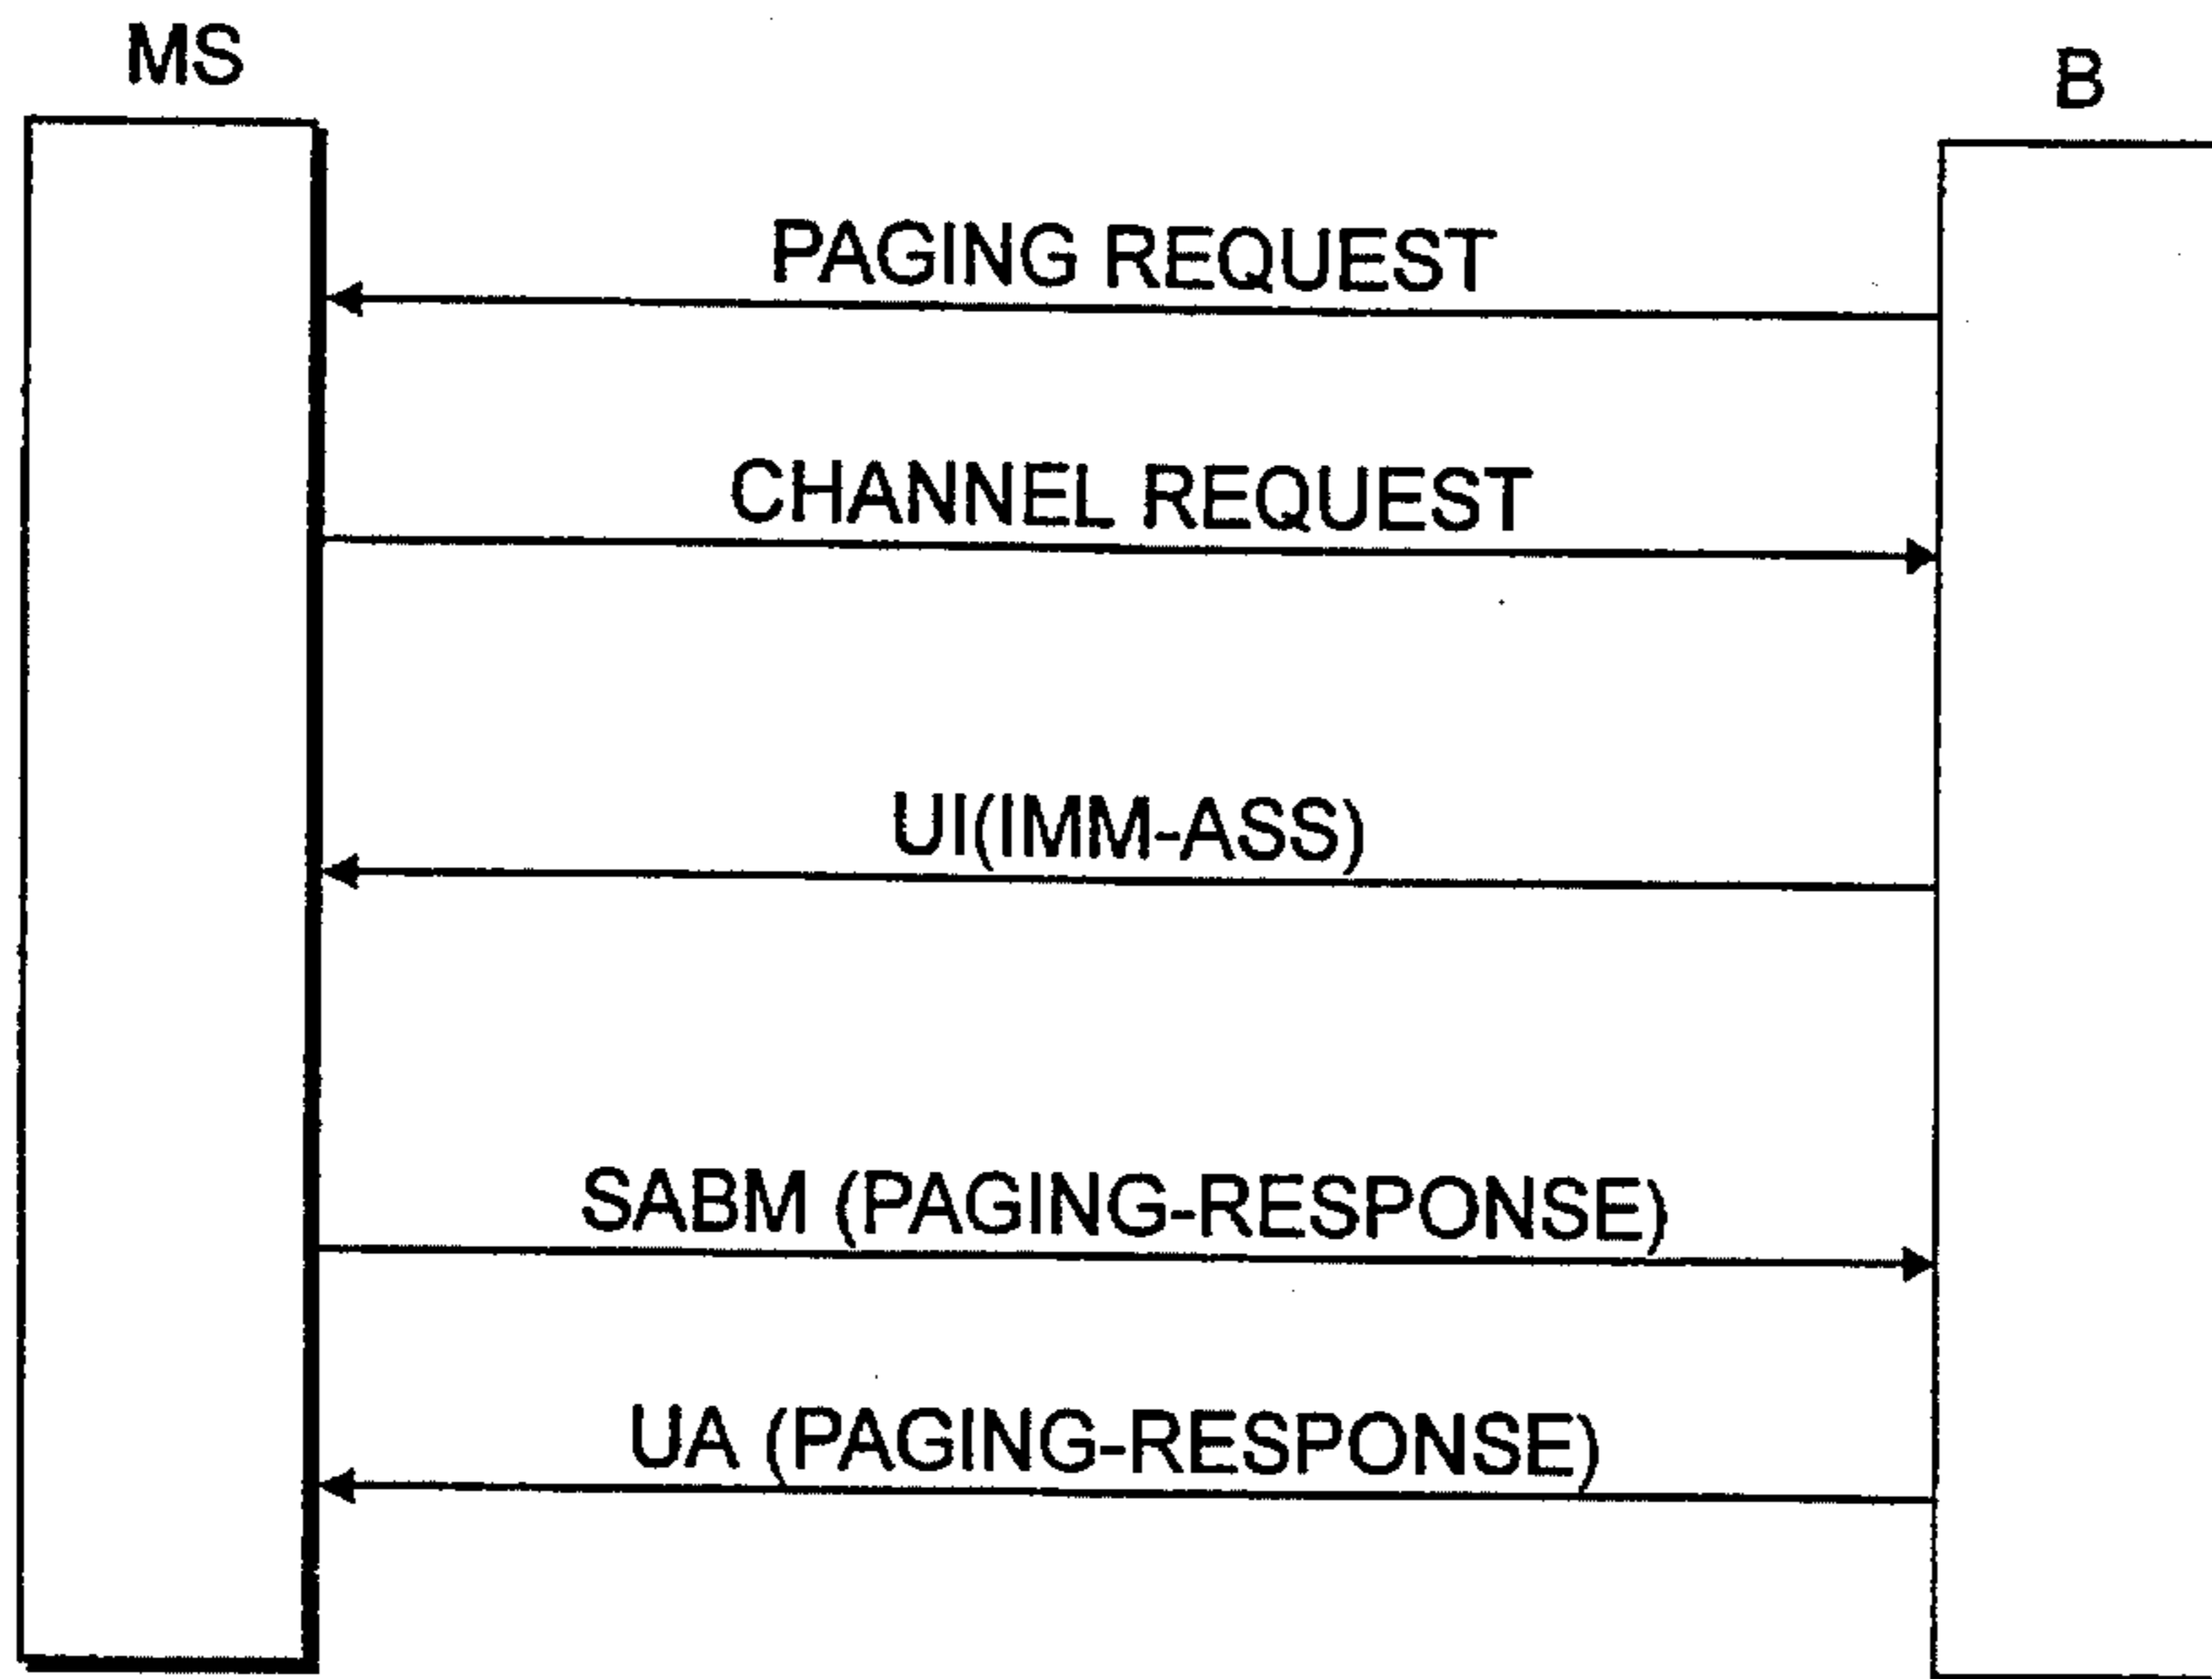 MS
B
PAGING REQUEST
CHANNEL REQUEST
UI(IMM-ASS)
SABM (PAGING-RESPONSE)
UA (PAGING-RESPONSE)